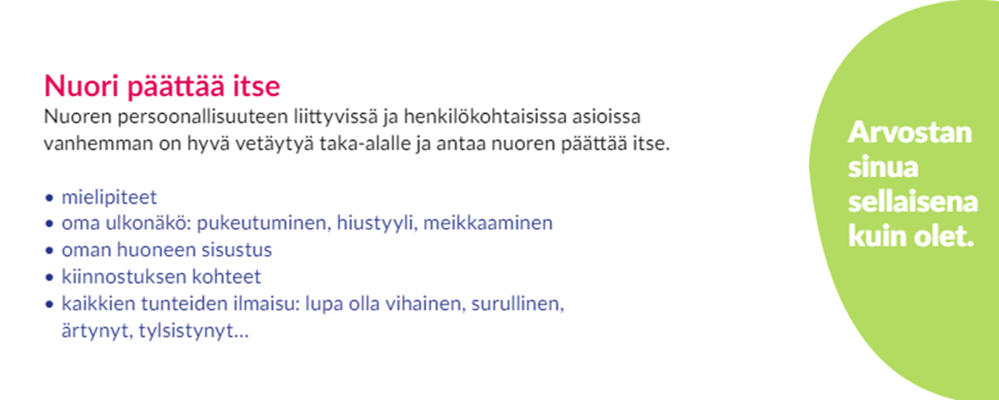 Nuori päättää itse
Nuoren persoonallisuuteen liittyvissä ja henkilökohtaisissa asioissa
vanhemman on hyvä vetäytyä taka-alalle ja antaa nuoren päättää itse.
• mielipiteet
• oma ulkonäkö: pukeutuminen, hiustyyli, meikkaaminen
• oman huoneen sisustus
• kiinnostuksen kohteet
• kaikkien tunteiden ilmaisu: lupa olla vihainen, surullinen,
ärtynyt, tylsistynyt...
Arvostan
sinua
sellaisena
kuin olet.